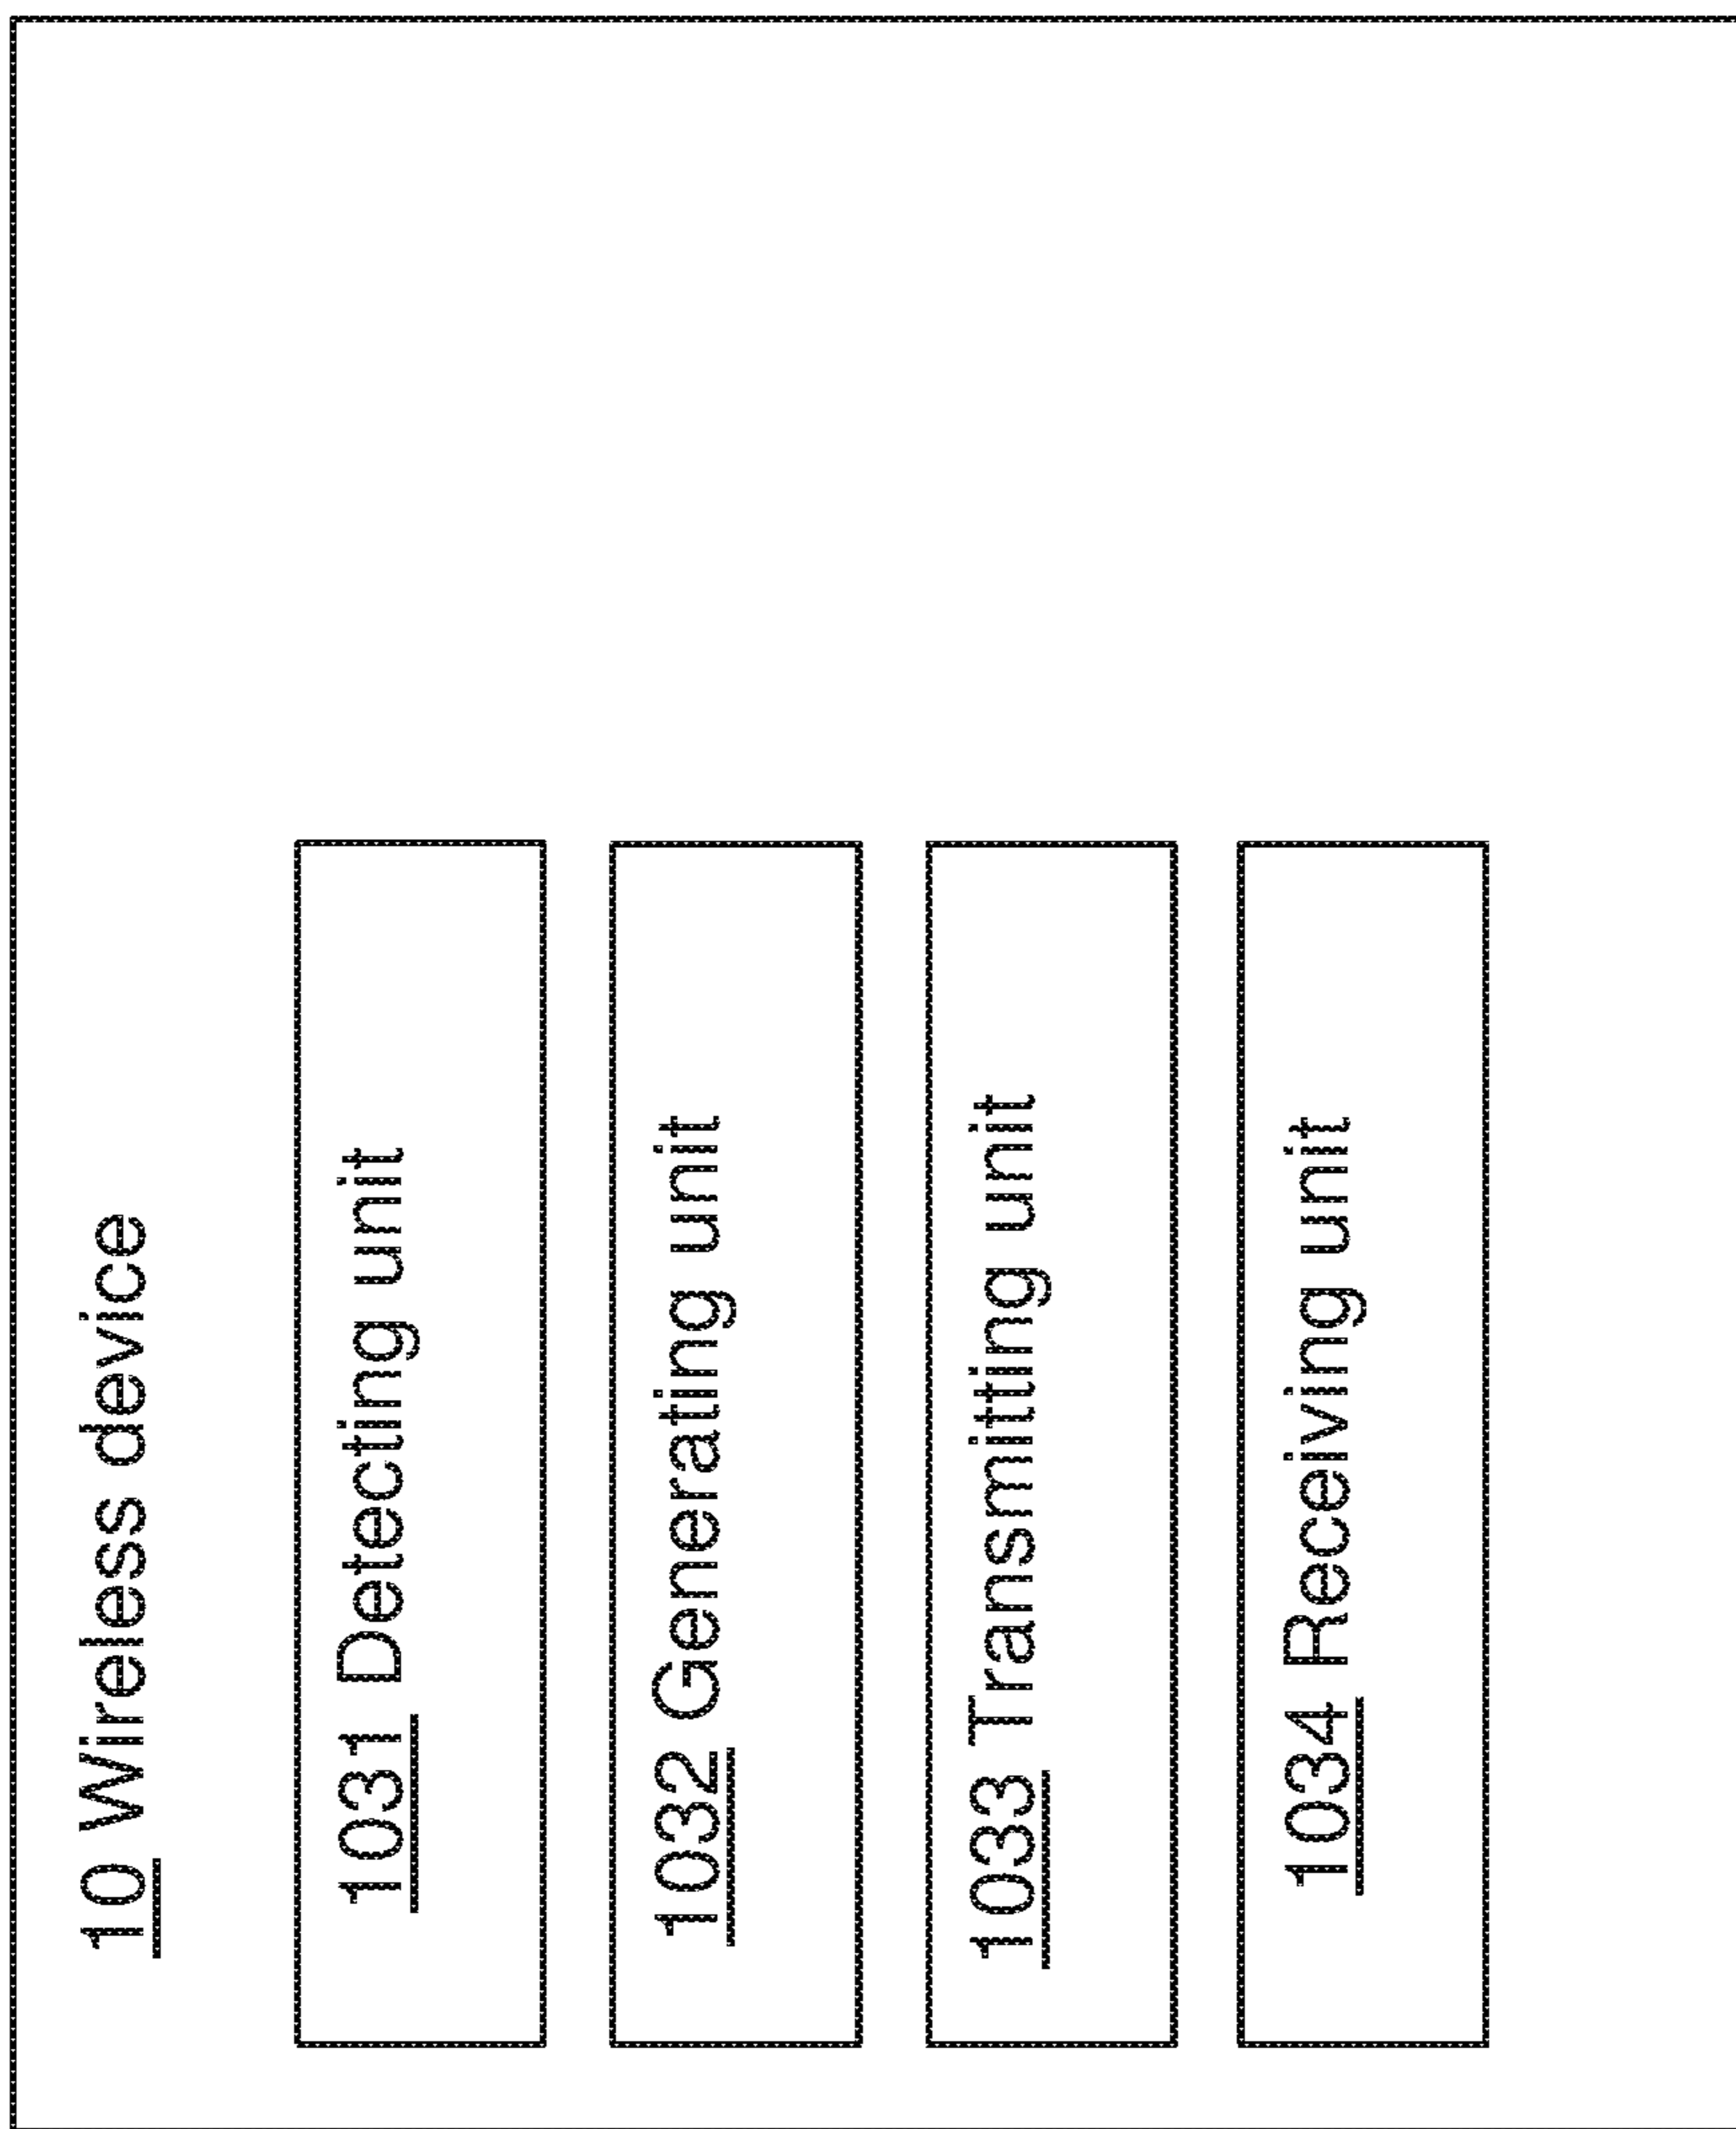 10 Wireless device
1031 Detecting unit
1032 Generating unit
1033 Transmitting unit
1034 Receiving unit